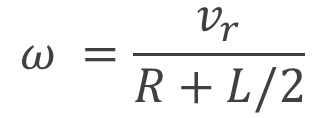 ω = v_r / (R + L/2)